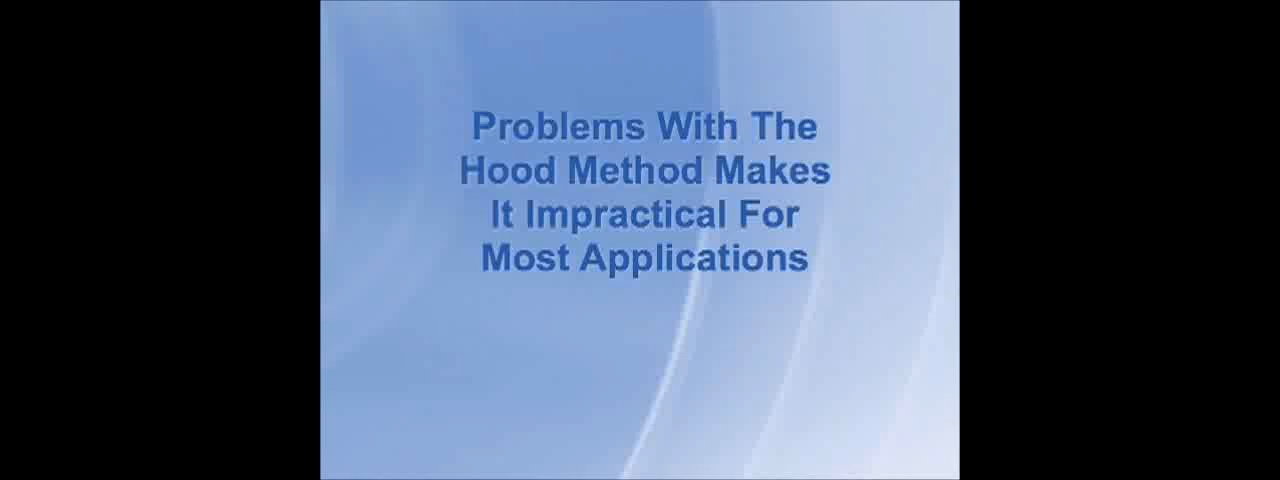 Problems With The
Hood Method Makes
It Impractical For
Most Applications